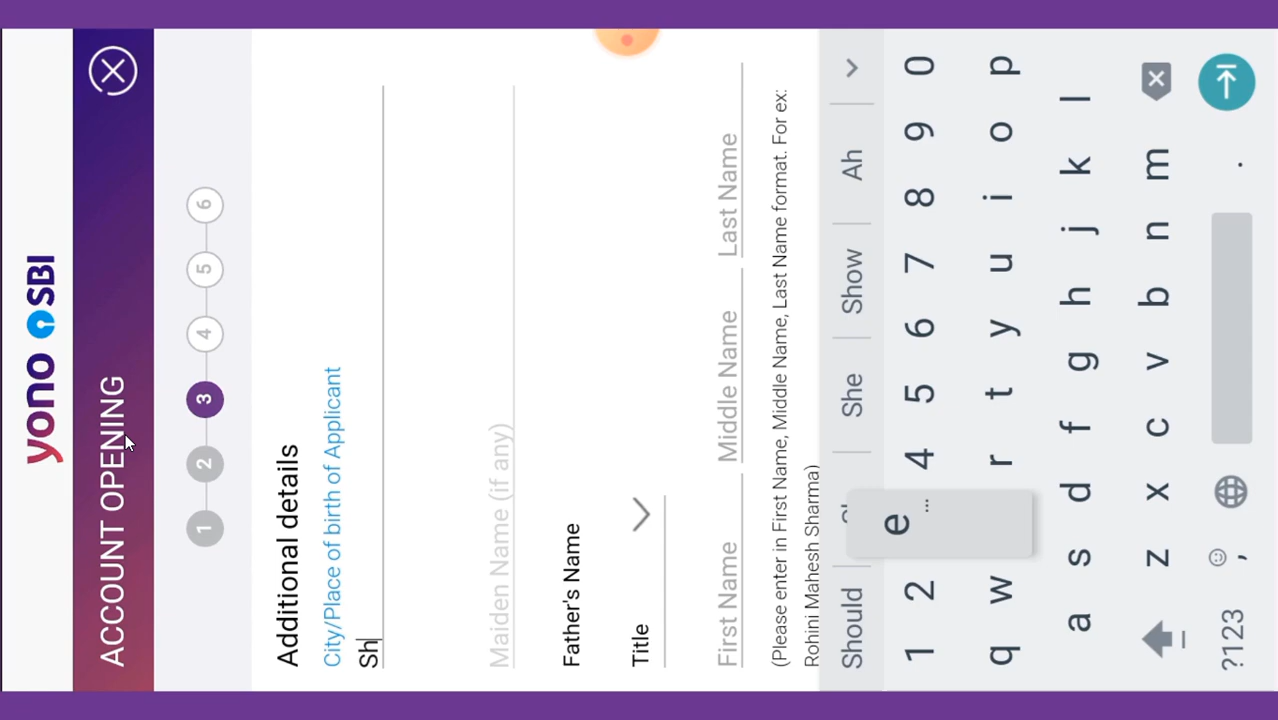 yono SBI
ACCOUNT OPENING
1 2 3 4 5 6
Additional details
City/Place of birth of Applicant
Sh
Maiden Name (if any)
Father's Name
Title
First Name Middle Name Last Name
(Please enter in First Name, Middle Name, Last Name format. For ex:
Rohini Mahesh Sharma)
Should She Show Ah
e ...
1 2 4 5 6 7 8 9 0
q w r t y u i o p
a s d f g h j k l
z x c v b n m
?123 , .